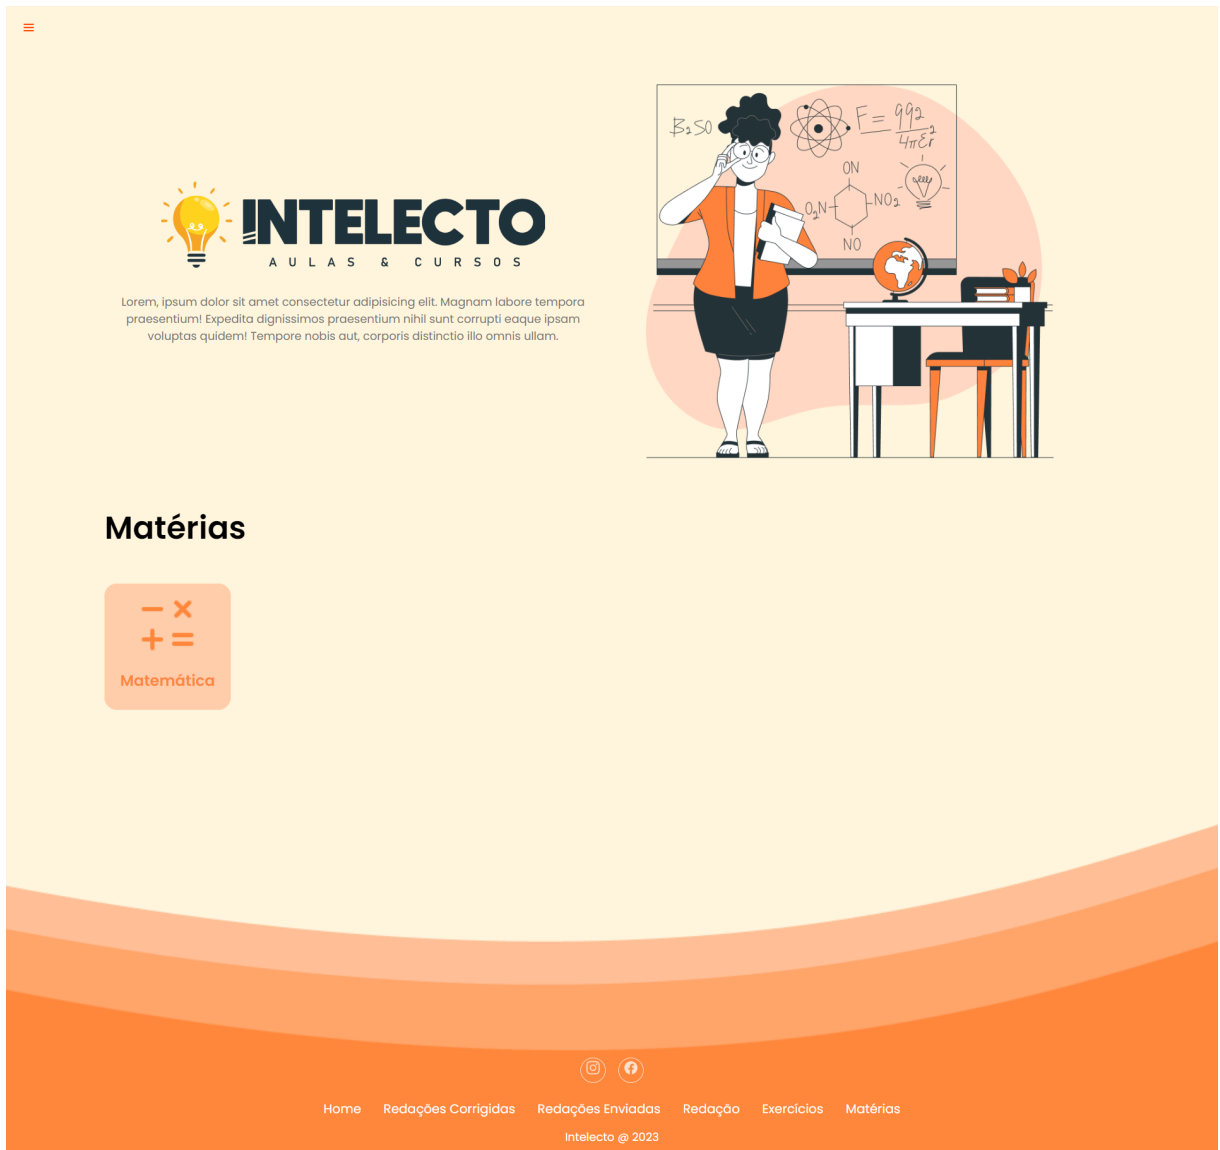 INTELECTO
AULAS & CURSOS
Lorem, ipsum dolor sit amet consectetur adipisicing elit. Magnam labore tempora
praesentium! Expedita dignissimos praesentium nihil sunt corrupti eaque ipsam
voluptas quidem! Tempore nobis aut, corporis distinctio illo omnis ullam.
B₂SO
F = 992
4πεr²
ON
O₂N
NO₂
NO
Matérias
Matemática
Home Redações Corrigidas Redações Enviadas Redação Exercícios Matérias
Intelecto @ 2023